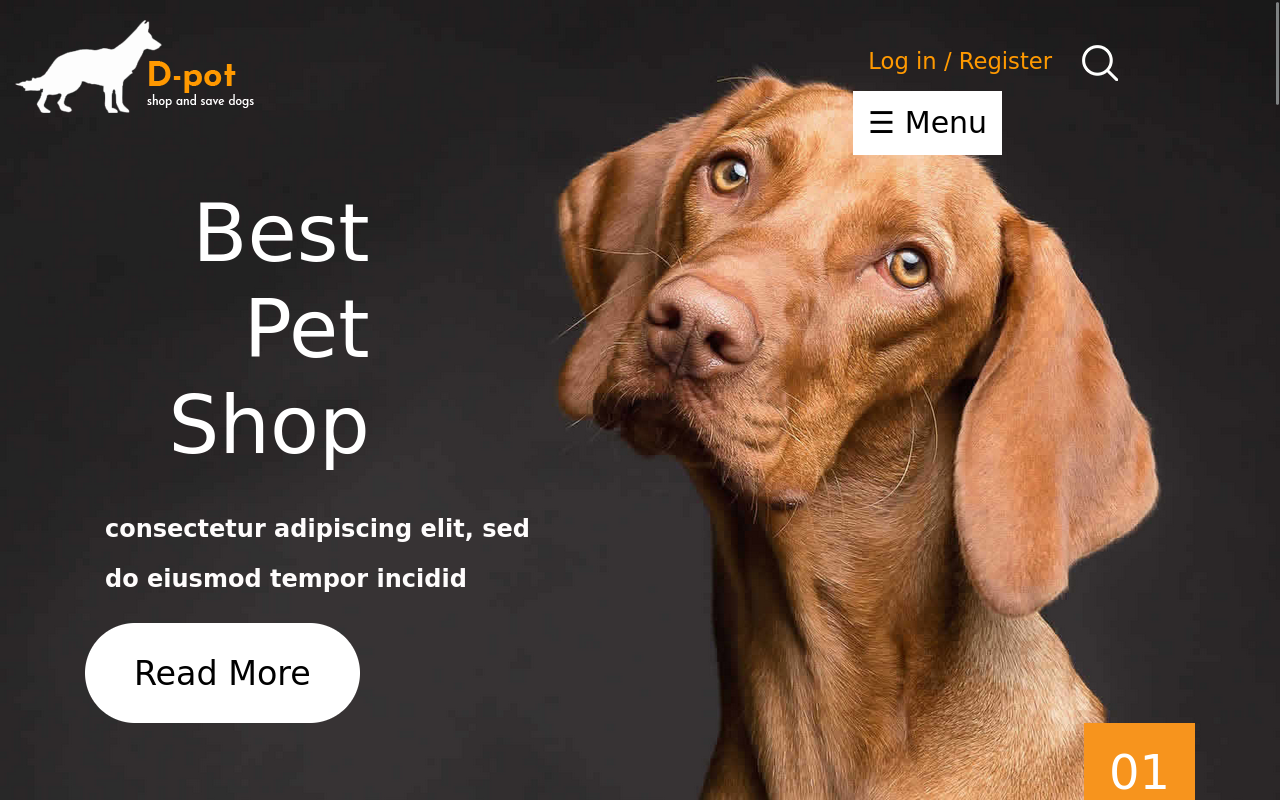 D-pot
shop and save dogs
Log in / Register
☰ Menu
Best
Pet
Shop
consectetur adipiscing elit, sed
do eiusmod tempor incidid
Read More
01